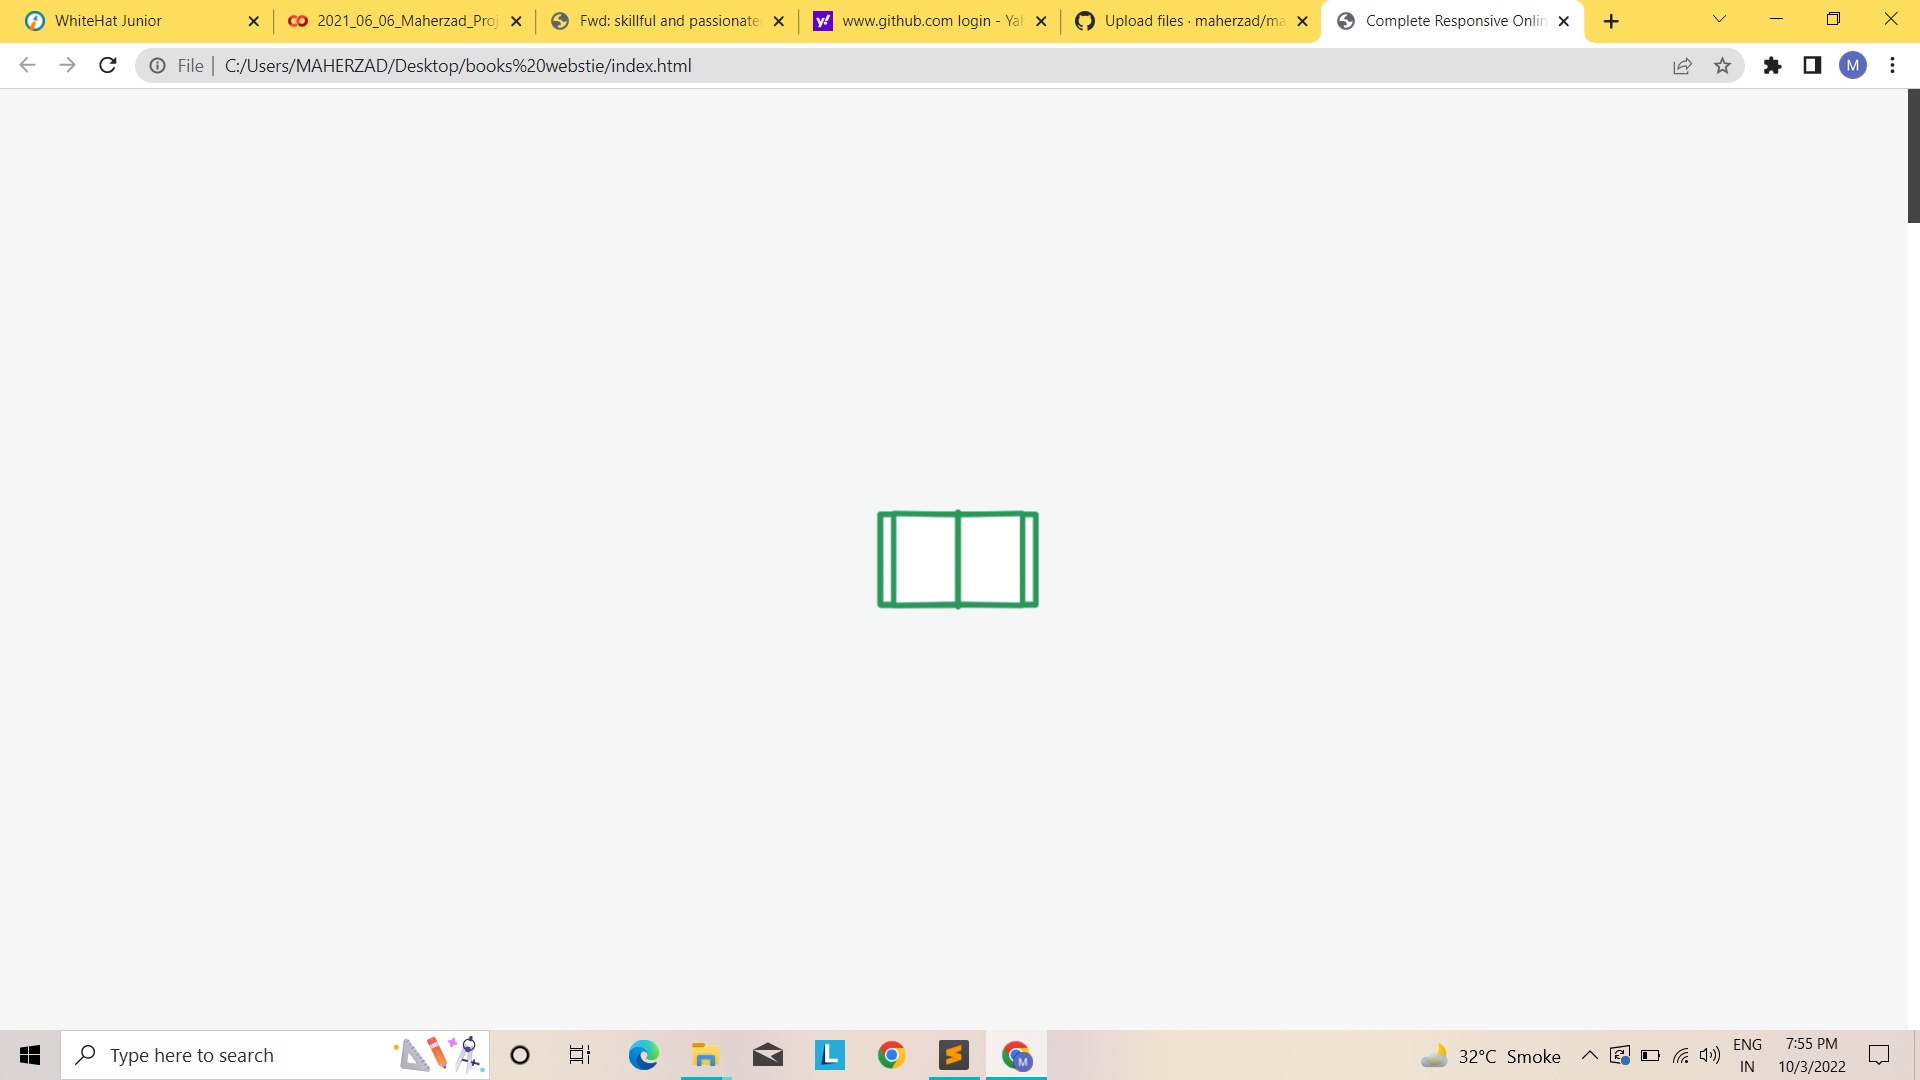 WhiteHat Junior
2021_06_06_Maherzad_Proj
Fwd: skillful and passionate
www.github.com login - Yah
Upload files · maherzad/ma
Complete Responsive Onlin
File
C:/Users/MAHERZAD/Desktop/books%20webstie/index.html
M
Type here to search
32°C Smoke
ENG
IN
7:55 PM
10/3/2022